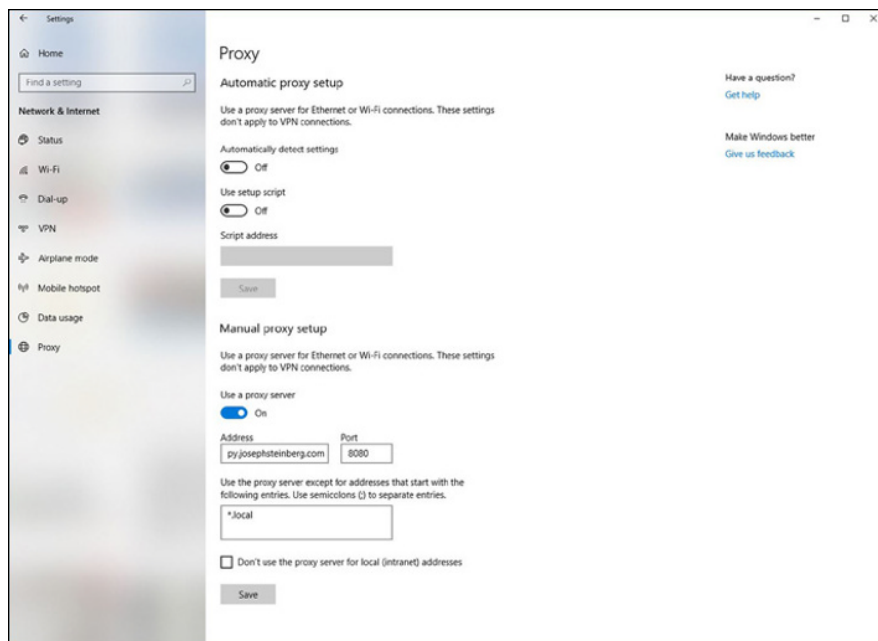 Settings
Home
Find a setting
Network & Internet
Status
Wi-Fi
Dial-up
VPN
Airplane mode
Mobile hotspot
Data usage
Proxy
Proxy
Automatic proxy setup
Use a proxy server for Ethernet or Wi-Fi connections. These settings
don't apply to VPN connections.
Automatically detect settings
Off
Use setup script
Off
Script address
Save
Manual proxy setup
Use a proxy server for Ethernet or Wi-Fi connections. These settings
don't apply to VPN connections.
Use a proxy server
On
Address Port
py.josephsteinberg.com 8080
Use the proxy server except for addresses that start with the
following entries. Use semicolons (;) to separate entries.
*.local
Don't use the proxy server for local (intranet) addresses
Save
Have a question?
Get help
Make Windows better
Give us feedback